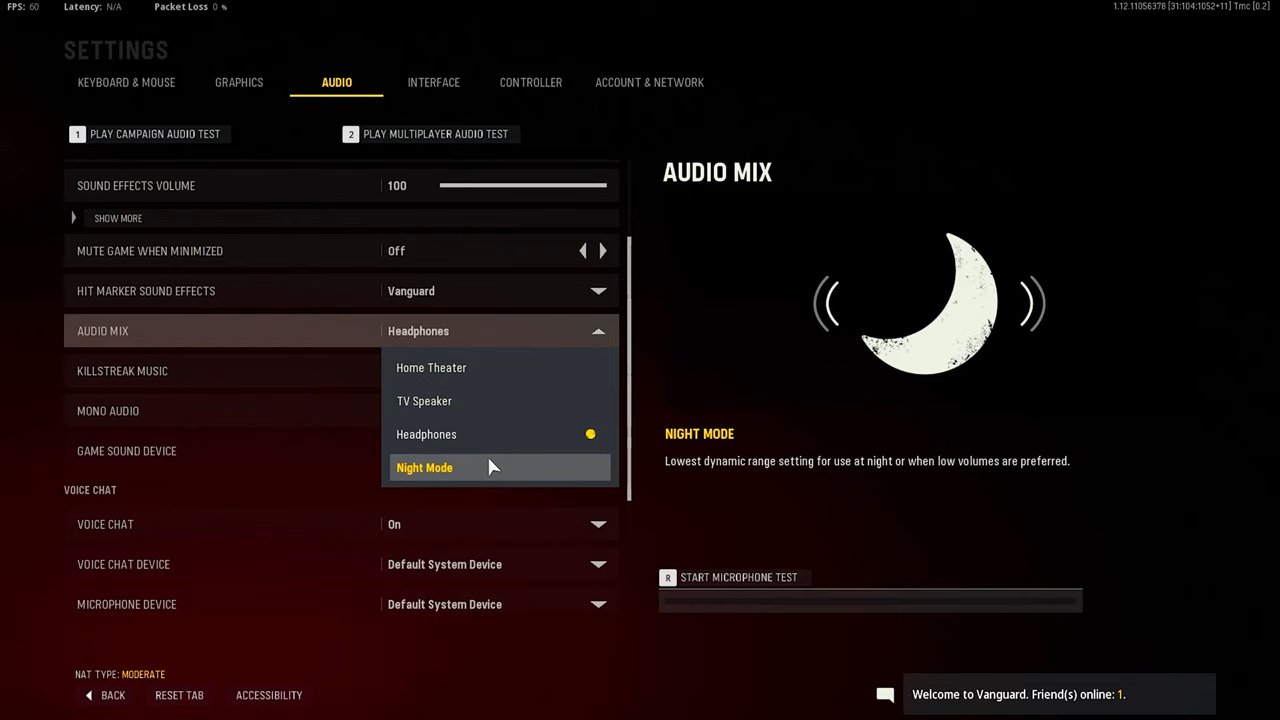 FPS: 60 Latency: N/A Packet Loss 0 % 1.12.11056378 [31:104:1052+11] Tmc [0.2]
SETTINGS
KEYBOARD & MOUSE GRAPHICS AUDIO INTERFACE CONTROLLER ACCOUNT & NETWORK
1 PLAY CAMPAIGN AUDIO TEST 2 PLAY MULTIPLAYER AUDIO TEST
SOUND EFFECTS VOLUME 100
SHOW MORE
MUTE GAME WHEN MINIMIZED Off
HIT MARKER SOUND EFFECTS Vanguard
AUDIO MIX Headphones
Home Theater
TV Speaker
Headphones
Night Mode
KILLSTREAK MUSIC
MONO AUDIO
GAME SOUND DEVICE
VOICE CHAT
VOICE CHAT On
VOICE CHAT DEVICE Default System Device
MICROPHONE DEVICE Default System Device
AUDIO MIX
NIGHT MODE
Lowest dynamic range setting for use at night or when low volumes are preferred.
R START MICROPHONE TEST
NAT TYPE: MODERATE
BACK RESET TAB ACCESSIBILITY
Welcome to Vanguard. Friend(s) online: 1.